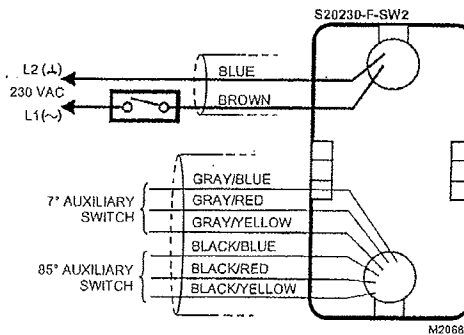 S20230-F-SW2
L2 (⊥)
BLUE
230 VAC
BROWN
L1 (~)
GRAY/BLUE
7° AUXILIARY
SWITCH
GRAY/RED
GRAY/YELLOW
BLACK/BLUE
85° AUXILIARY
SWITCH
BLACK/RED
BLACK/YELLOW
M2068